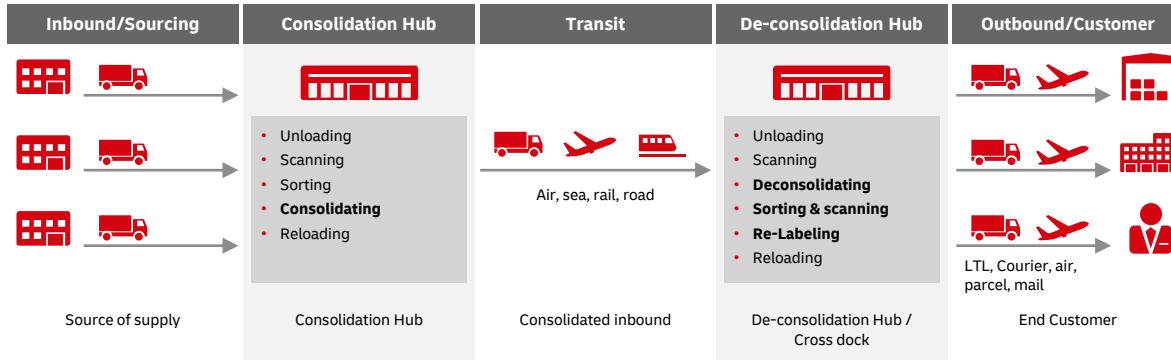 Inbound/Sourcing
Consolidation Hub
Transit
De-consolidation Hub
Outbound/Customer
• Unloading
• Scanning
• Sorting
• Consolidating
• Reloading
Air, sea, rail, road
• Unloading
• Scanning
• Deconsolidating
• Sorting & scanning
• Re-Labeling
• Reloading
LTL, Courier, air,
parcel, mail
Source of supply
Consolidation Hub
Consolidated inbound
De-consolidation Hub /
Cross dock
End Customer